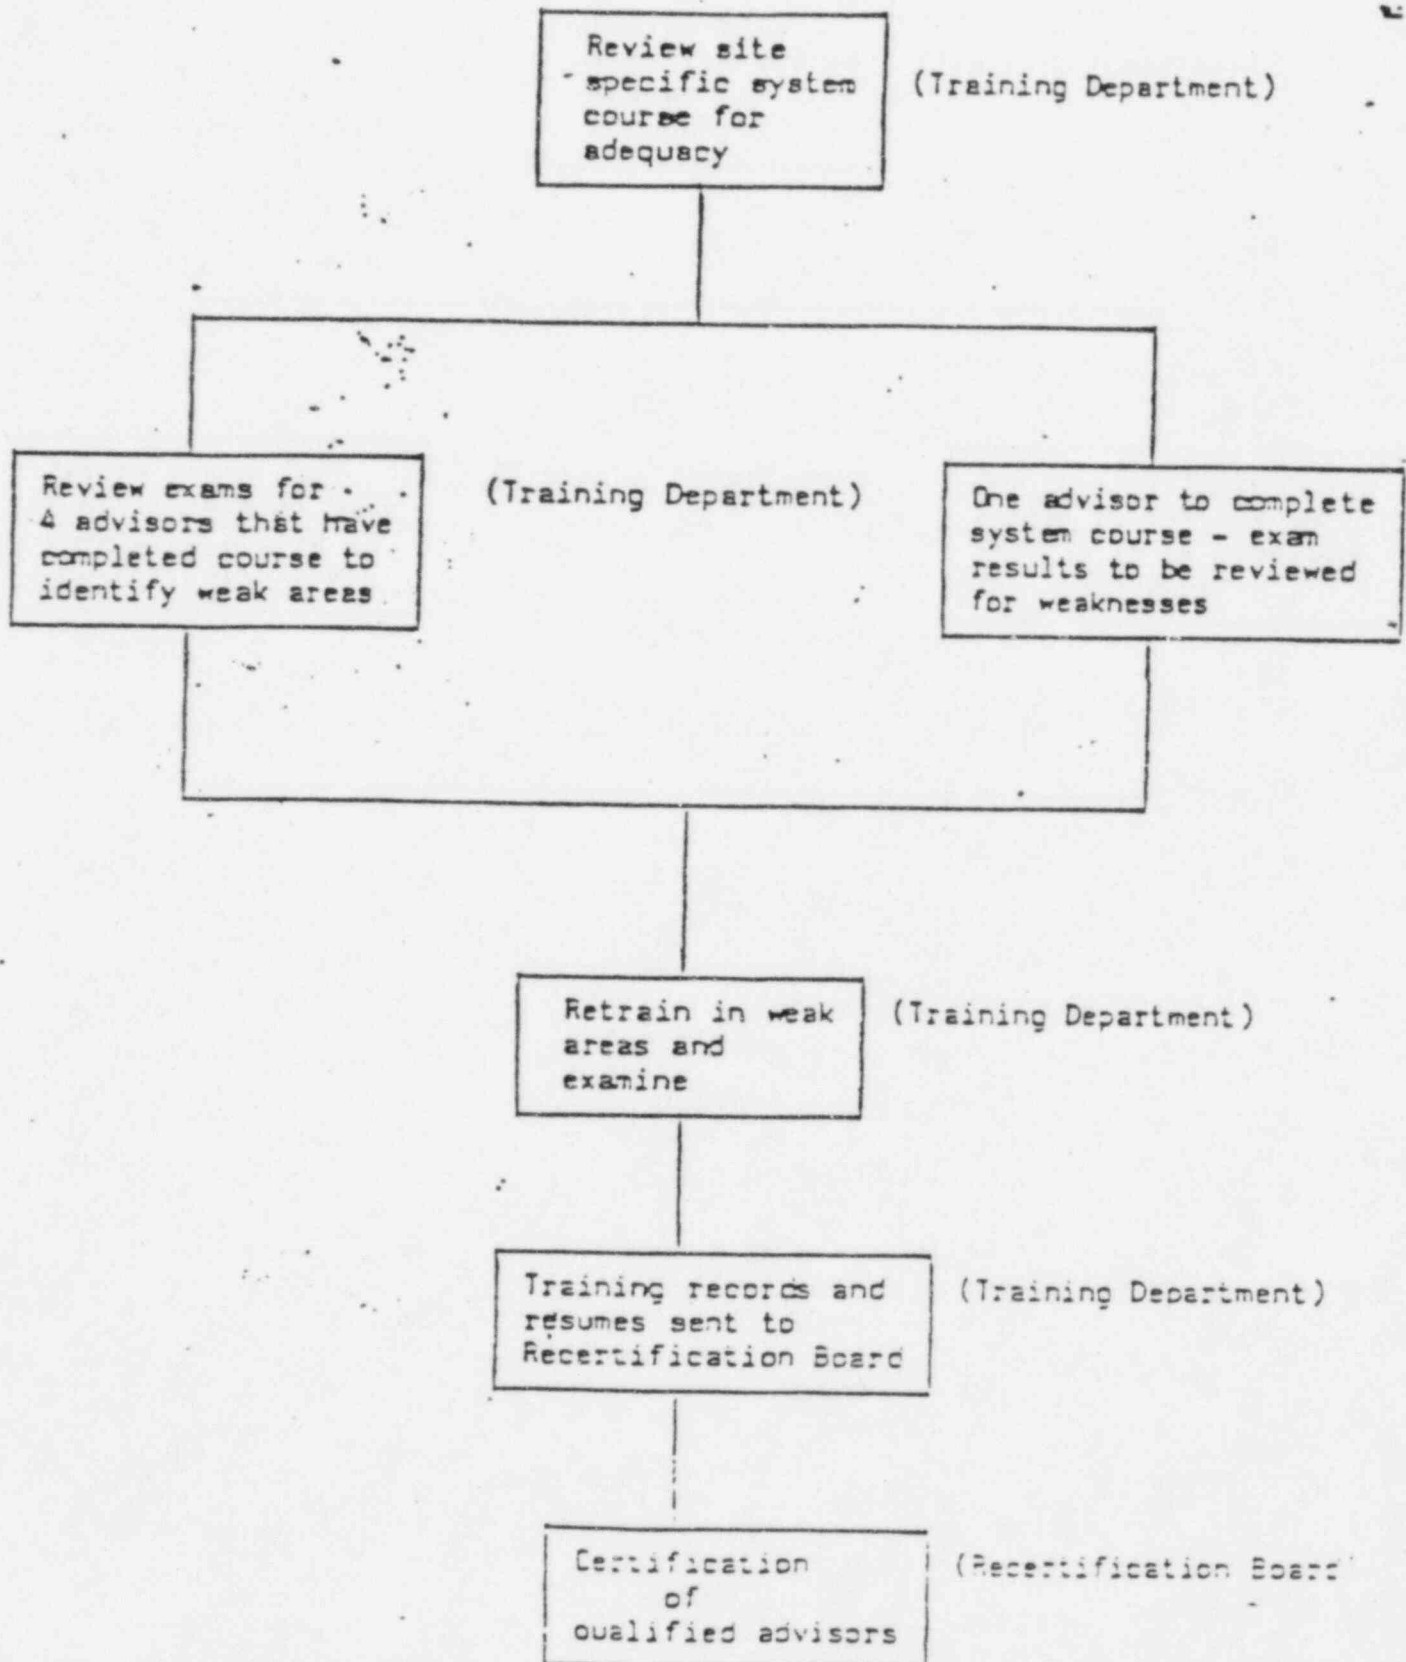 Review site
specific system
course for
adequacy
(Training Department)
Review exams for
4 advisors that have
completed course to
identify weak areas
(Training Department)
One advisor to complete
system course - exam
results to be reviewed
for weaknesses
Retrain in weak
areas and
examine
(Training Department)
Training records and
resumes sent to
Recertification Board
(Training Department)
Certification
of
qualified advisors
(Recertification Board